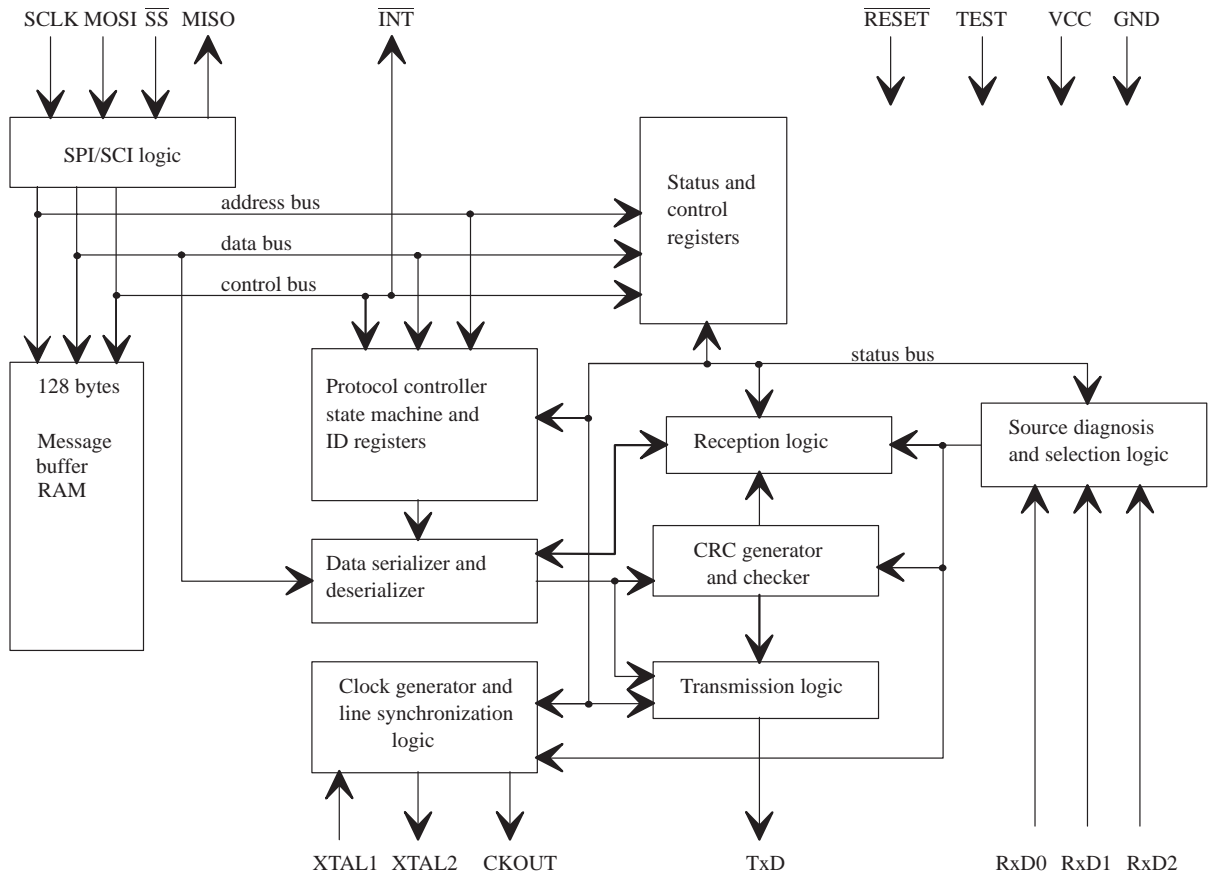 SCLK MOSI SS MISO
INT
RESET
TEST
VCC
GND
SPI/SCI logic
address bus
data bus
control bus
Status and
control
registers
status bus
128 bytes
Message
buffer
RAM
Protocol controller
state machine and
ID registers
Reception logic
Source diagnosis
and selection logic
Data serializer and
deserializer
CRC generator
and checker
Clock generator and
line synchronization
logic
Transmission logic
XTAL1
XTAL2
CKOUT
TxD
RxD0
RxD1
RxD2